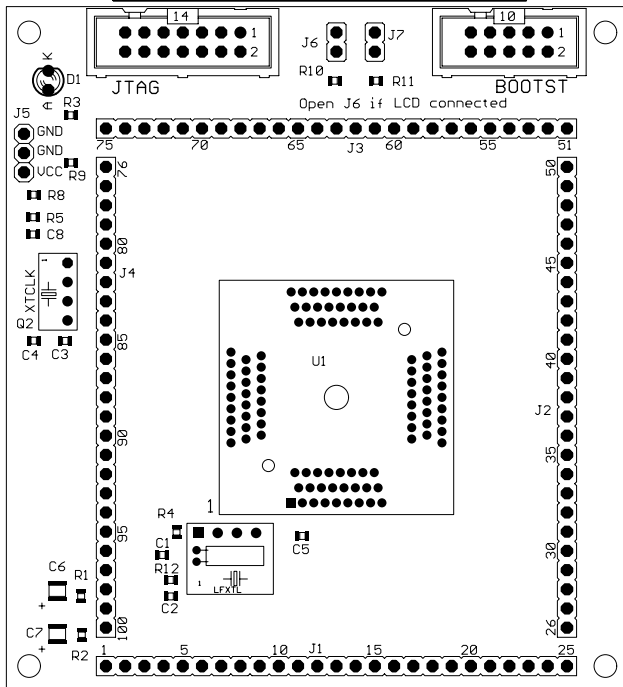 14
1
2
JTAG
J6
J7
10
1
2
BOOTST
R10
R11
Open J6 if LCD connected
K
D1
A
R3
J5
GND
GND
VCC
R9
R8
R5
C8
1
XTCLK
Q2
C4
C3
75
70
65
J3
60
55
51
76
80
J4
85
90
95
100
50
45
40
J2
35
30
26
U1
1
R4
C1
R12
C2
1
LFXTL
C5
C6
+
R1
C7
+
R2
1
5
10
J1
15
20
25